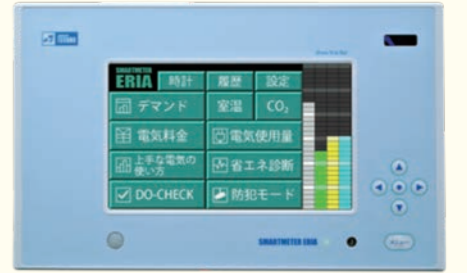 SMARTMETER
ERIA 時計 履歴 設定
デマンド 室温 CO₂
電気料金 電気使用量
上手な電気の
使い方 省エネ診断
DO-CHECK 防犯モード
SMARTMETER ERIA